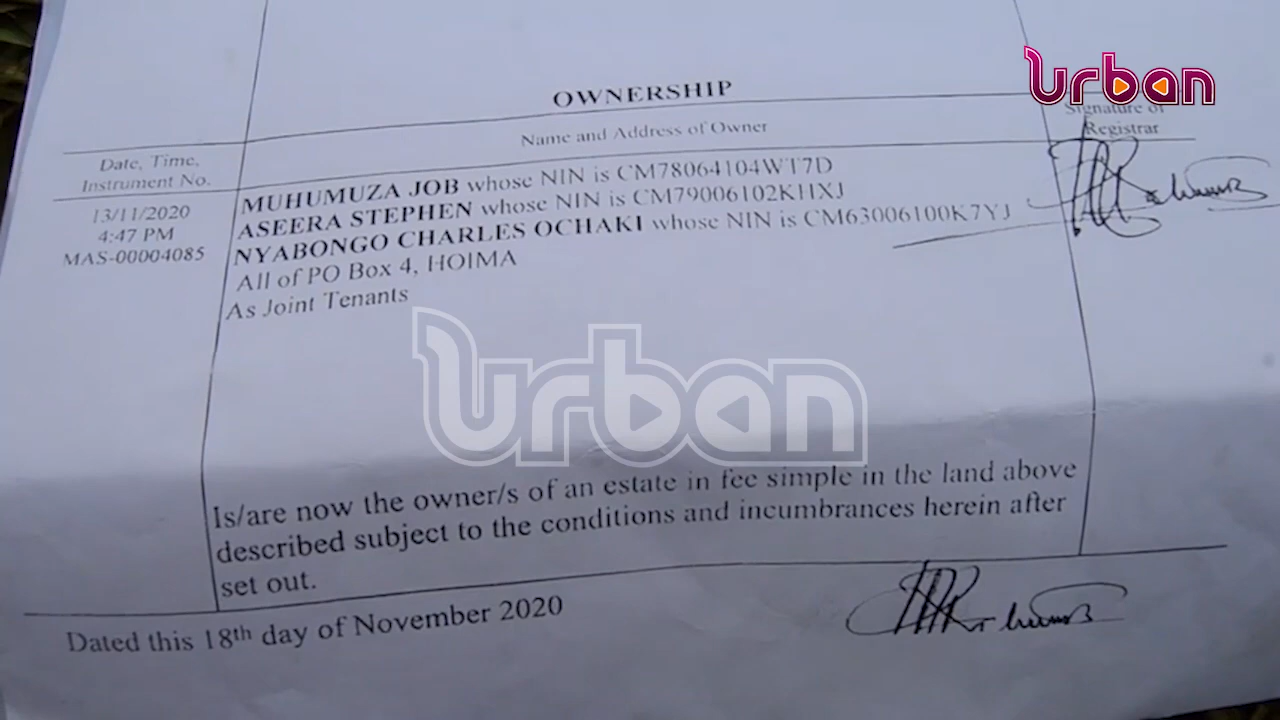 Urban
OWNERSHIP
Name and Address of Owner
Signature of
Registrar
Date, Time,
Instrument No.
13/11/2020
4:47 PM
MAS-00004085
MUHUMUZA JOB whose NIN is CM78064104WT7D
ASEERA STEPHEN whose NIN is CM79006102KHXJ
NYABONGO CHARLES OCHAKI whose NIN is CM63006100K7YJ
All of PO Box 4, HOIMA
As Joint Tenants
Urban
Is/are now the owner/s of an estate in fee simple in the land above
described subject to the conditions and incumbrances herein after
set out.
Dated this 18th day of November 2020